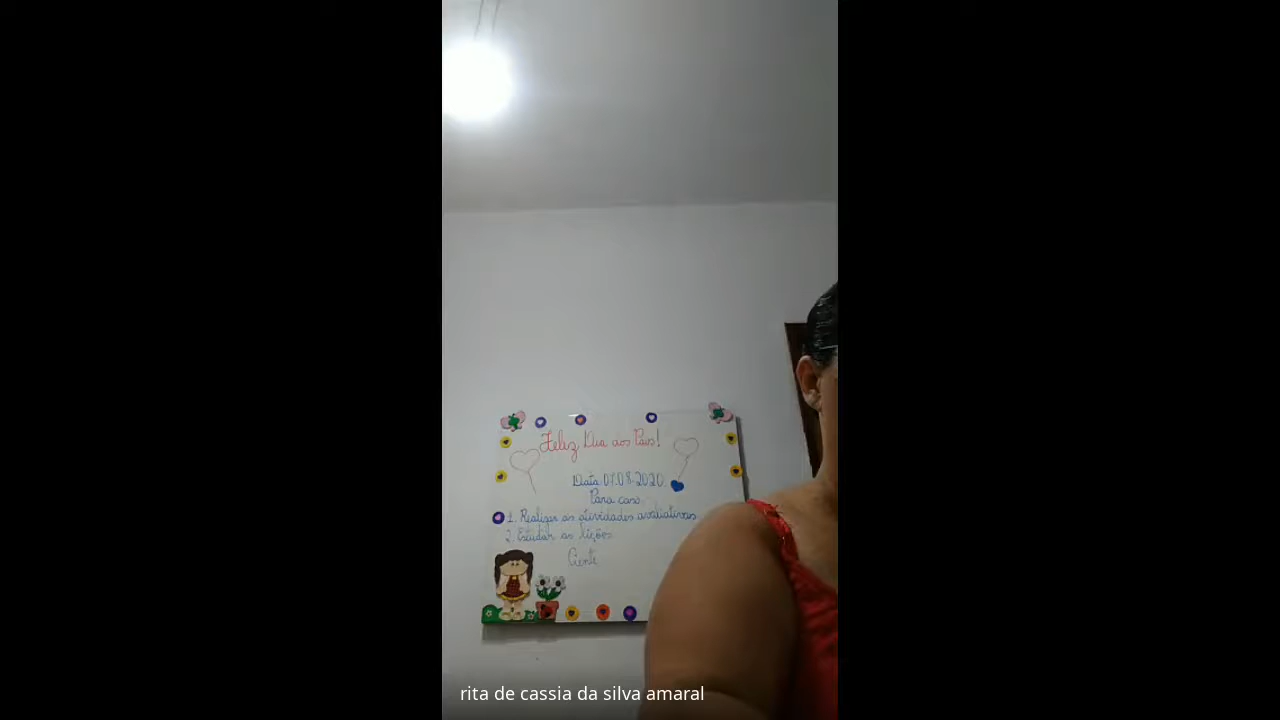 Feliz Dia aos Pais!
Data 07.08.2020.
Para casa
1. Realizar as atividades avaliativas
2. Estudar as lições
Ciente
rita de cassia da silva amaral